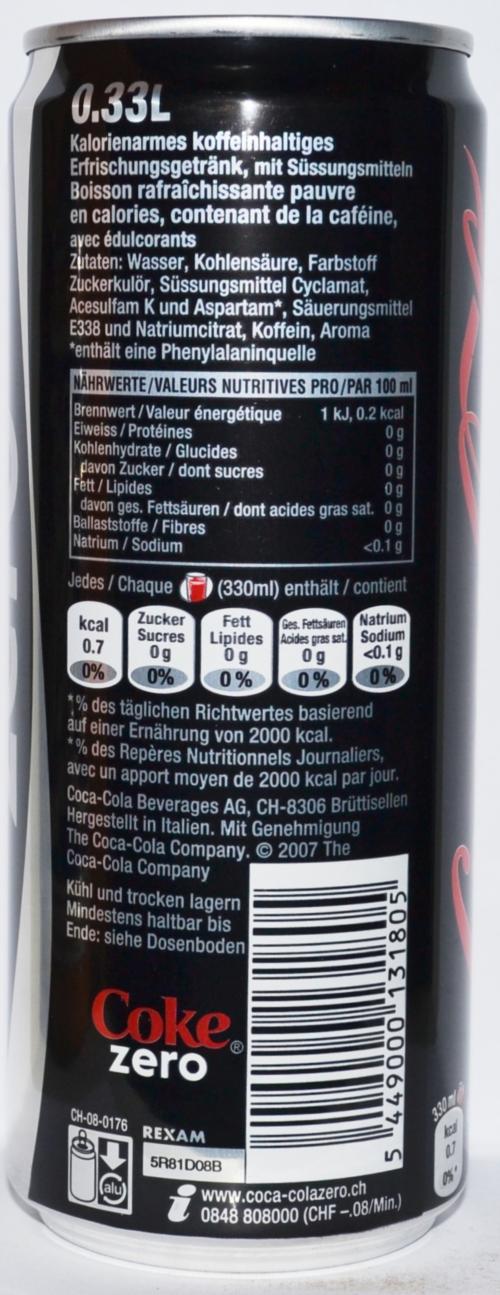 0.33L
Kalorienarmes koffeinhaltiges
Erfrischungsgetränk, mit Süssungsmitteln
Boisson rafraîchissante pauvre
en calories, contenant de la caféine,
avec édulcorants
Zutaten: Wasser, Kohlensäure, Farbstoff
Zuckerkulör, Süssungsmittel Cyclamat,
Acesulfam K und Aspartam*, Säuerungsmittel
E338 und Natriumcitrat, Koffein, Aroma
*enthält eine Phenylalaninquelle
NÄHRWERTE/VALEURS NUTRITIVES PRO/PAR 100 ml
Brennwert / Valeur énergétique 1 kJ, 0.2 kcal
Eiweiss / Protéines 0 g
Kohlenhydrate / Glucides 0 g
davon Zucker / dont sucres 0 g
Fett / Lipides 0 g
davon ges. Fettsäuren / dont acides gras sat. 0 g
Ballaststoffe / Fibres 0 g
Natrium / Sodium <0.1 g
Jedes / Chaque (330ml) enthält / contient
kcal 0.7 0%
Zucker Sucres 0 g 0%
Fett Lipides 0 g 0%
Ges. Fettsäuren Acides gras sat. 0 g 0%
Natrium Sodium <0.1 g 0%
*% des täglichen Richtwertes basierend
auf einer Ernährung von 2000 kcal.
*% des Repères Nutritionnels Journaliers,
avec un apport moyen de 2000 kcal par jour.
Coca-Cola Beverages AG, CH-8306 Brüttisellen
Hergestellt in Italien. Mit Genehmigung
The Coca-Cola Company. © 2007 The
Coca-Cola Company
Kühl und trocken lagern
Mindestens haltbar bis
Ende: siehe Dosenboden
5 449000 131805
Coke
zero®
CH-08-0176
REXAM
alu
5R81D08B
i www.coca-colazero.ch
0848 808000 (CHF –.08/Min.)
330 ml
kcal
0.7
0%*